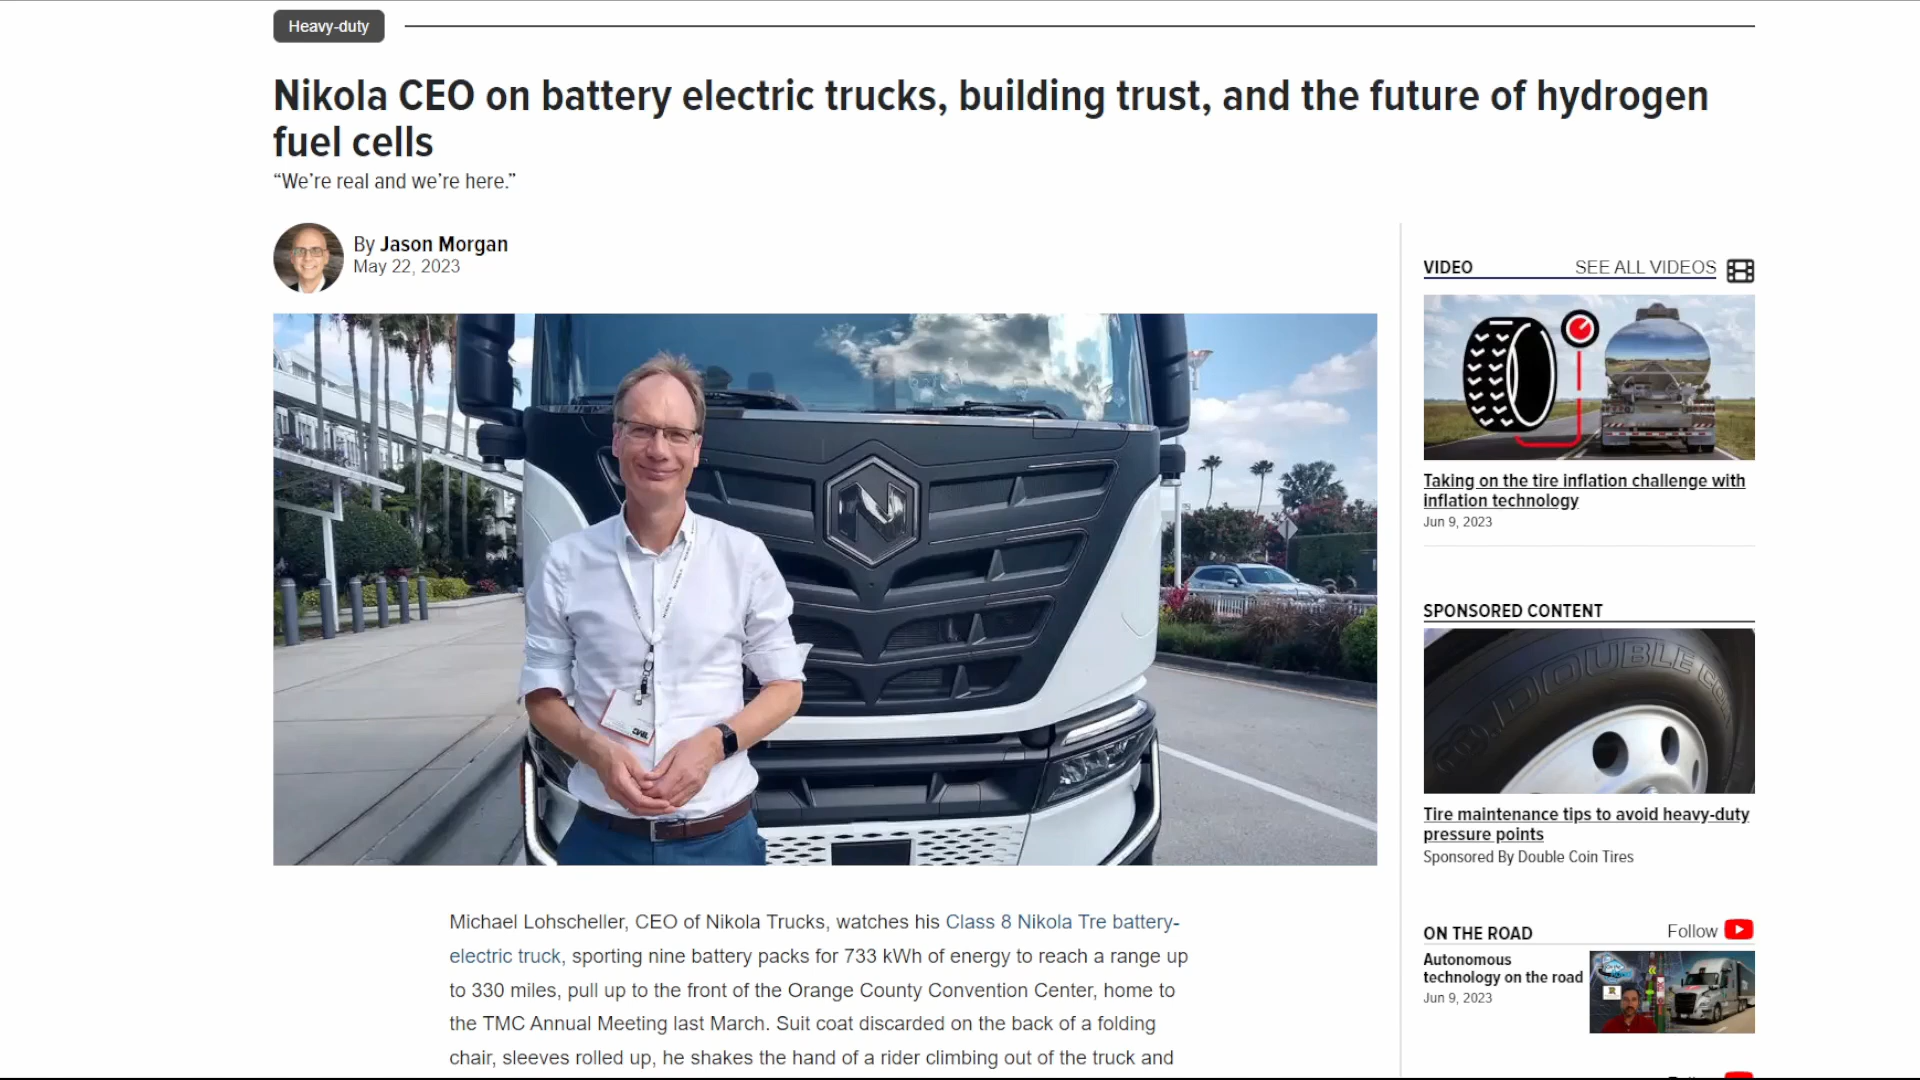 Heavy-duty
Nikola CEO on battery electric trucks, building trust, and the future of hydrogen
fuel cells
“We’re real and we’re here.”
By Jason Morgan
May 22, 2023
Michael Lohscheller, CEO of Nikola Trucks, watches his Class 8 Nikola Tre battery-
electric truck, sporting nine battery packs for 733 kWh of energy to reach a range up
to 330 miles, pull up to the front of the Orange County Convention Center, home to
the TMC Annual Meeting last March. Suit coat discarded on the back of a folding
chair, sleeves rolled up, he shakes the hand of a rider climbing out of the truck and
VIDEO
SEE ALL VIDEOS
Taking on the tire inflation challenge with
inflation technology
Jun 9, 2023
SPONSORED CONTENT
DOUBLE COIN
Tire maintenance tips to avoid heavy-duty
pressure points
Sponsored By Double Coin Tires
ON THE ROAD
Follow
Autonomous
technology on the road
Jun 9, 2023